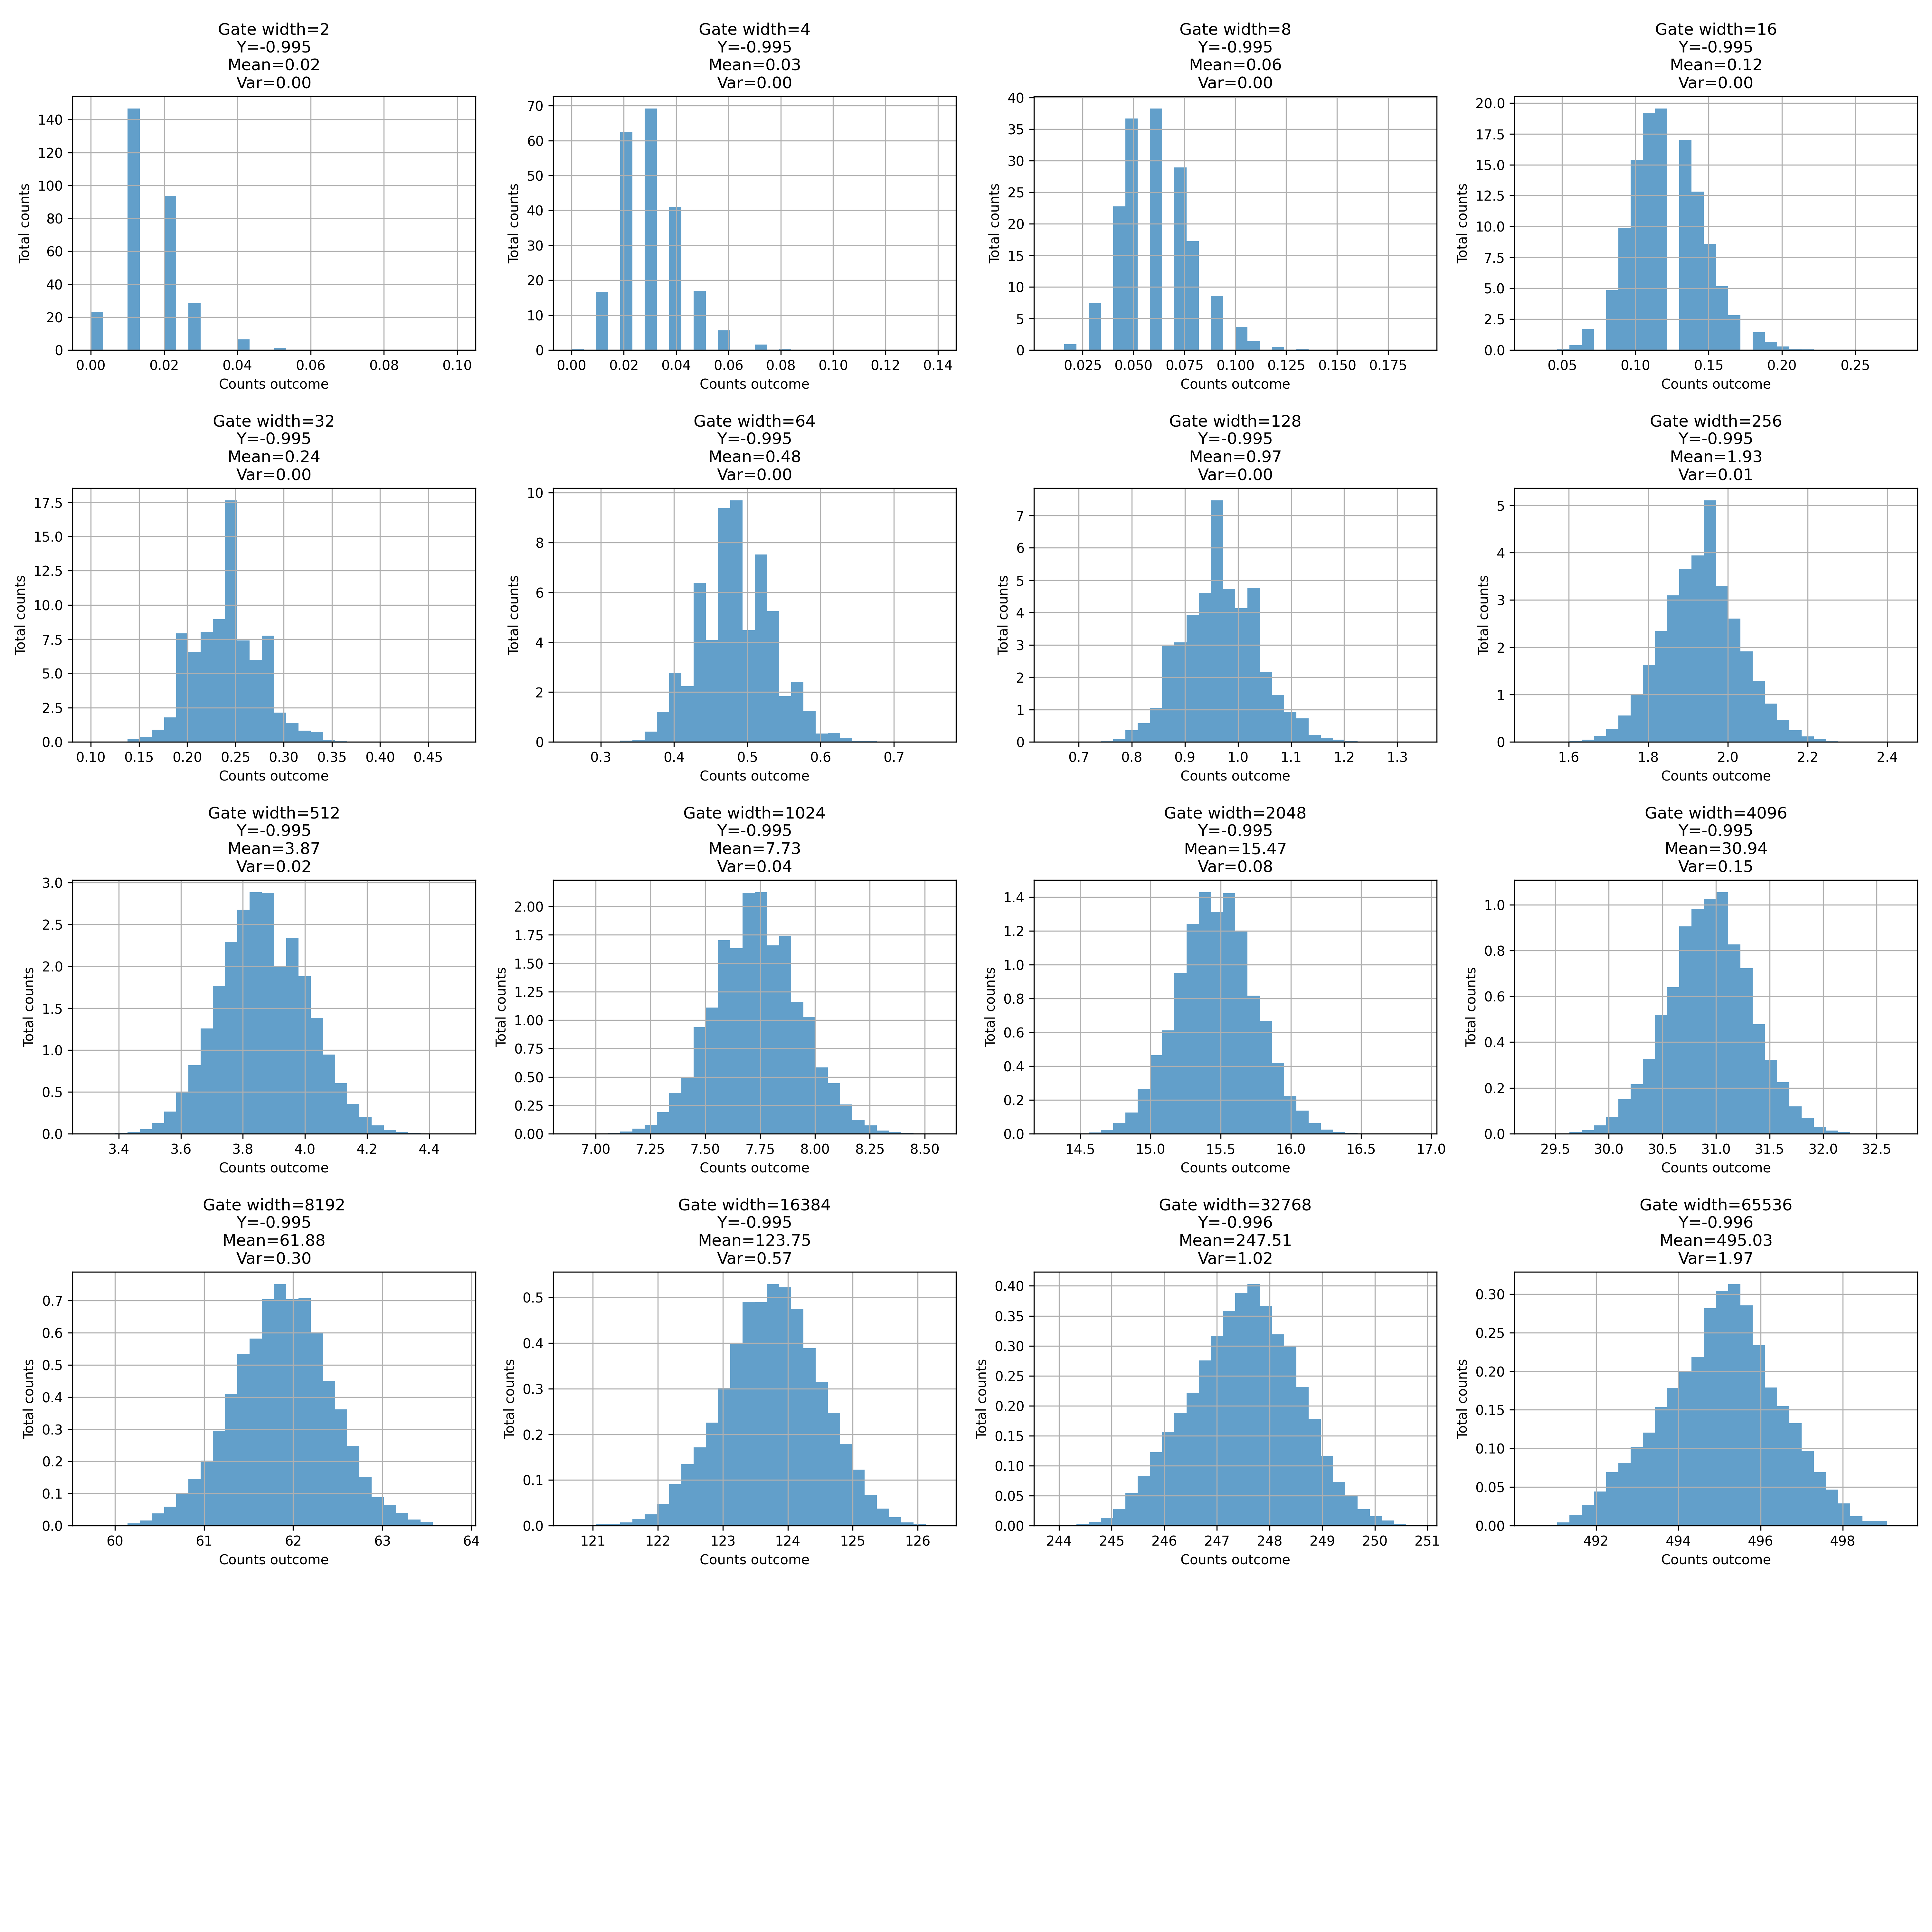 Gate width=2
Y=-0.995
Mean=0.02
Var=0.00
Total counts
140
120
100
80
60
40
20
0
0.00 0.02 0.04 0.06 0.08 0.10
Counts outcome
Gate width=4
Y=-0.995
Mean=0.03
Var=0.00
Total counts
70
60
50
40
30
20
10
0
0.00 0.02 0.04 0.06 0.08 0.10 0.12 0.14
Counts outcome
Gate width=8
Y=-0.995
Mean=0.06
Var=0.00
Total counts
40
35
30
25
20
15
10
5
0
0.025 0.050 0.075 0.100 0.125 0.150 0.175
Counts outcome
Gate width=16
Y=-0.995
Mean=0.12
Var=0.00
Total counts
20.0
17.5
15.0
12.5
10.0
7.5
5.0
2.5
0.0
0.05 0.10 0.15 0.20 0.25
Counts outcome
Gate width=32
Y=-0.995
Mean=0.24
Var=0.00
Total counts
17.5
15.0
12.5
10.0
7.5
5.0
2.5
0.0
0.10 0.15 0.20 0.25 0.30 0.35 0.40 0.45
Counts outcome
Gate width=64
Y=-0.995
Mean=0.48
Var=0.00
Total counts
10
8
6
4
2
0
0.3 0.4 0.5 0.6 0.7
Counts outcome
Gate width=128
Y=-0.995
Mean=0.97
Var=0.00
Total counts
7
6
5
4
3
2
1
0
0.7 0.8 0.9 1.0 1.1 1.2 1.3
Counts outcome
Gate width=256
Y=-0.995
Mean=1.93
Var=0.01
Total counts
5
4
3
2
1
0
1.6 1.8 2.0 2.2 2.4
Counts outcome
Gate width=512
Y=-0.995
Mean=3.87
Var=0.02
Total counts
3.0
2.5
2.0
1.5
1.0
0.5
0.0
3.4 3.6 3.8 4.0 4.2 4.4
Counts outcome
Gate width=1024
Y=-0.995
Mean=7.73
Var=0.04
Total counts
2.00
1.75
1.50
1.25
1.00
0.75
0.50
0.25
0.00
7.00 7.25 7.50 7.75 8.00 8.25 8.50
Counts outcome
Gate width=2048
Y=-0.995
Mean=15.47
Var=0.08
Total counts
1.4
1.2
1.0
0.8
0.6
0.4
0.2
0.0
14.5 15.0 15.5 16.0 16.5 17.0
Counts outcome
Gate width=4096
Y=-0.995
Mean=30.94
Var=0.15
Total counts
1.0
0.8
0.6
0.4
0.2
0.0
29.5 30.0 30.5 31.0 31.5 32.0 32.5
Counts outcome
Gate width=8192
Y=-0.995
Mean=61.88
Var=0.30
Total counts
0.7
0.6
0.5
0.4
0.3
0.2
0.1
0.0
60 61 62 63 64
Counts outcome
Gate width=16384
Y=-0.995
Mean=123.75
Var=0.57
Total counts
0.5
0.4
0.3
0.2
0.1
0.0
121 122 123 124 125 126
Counts outcome
Gate width=32768
Y=-0.996
Mean=247.51
Var=1.02
Total counts
0.40
0.35
0.30
0.25
0.20
0.15
0.10
0.05
0.00
244 245 246 247 248 249 250 251
Counts outcome
Gate width=65536
Y=-0.996
Mean=495.03
Var=1.97
Total counts
0.30
0.25
0.20
0.15
0.10
0.05
0.00
492 494 496 498
Counts outcome